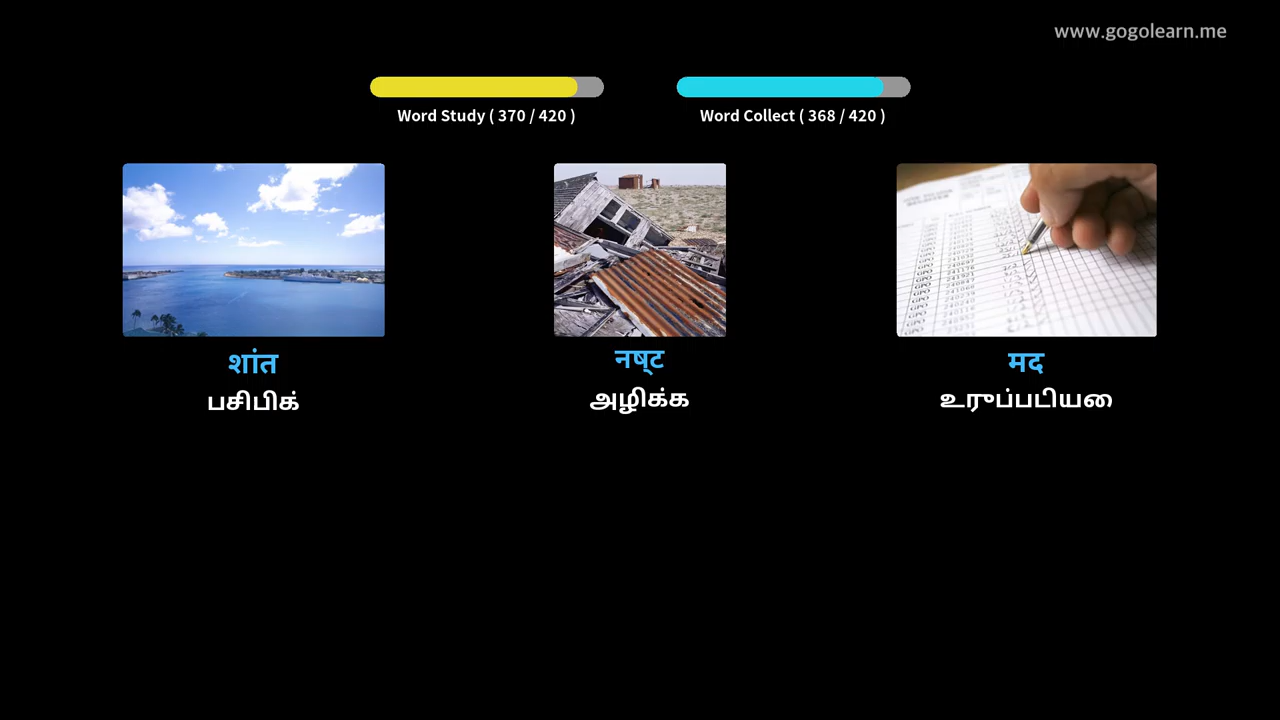 www.gogolearn.me
Word Study ( 370 / 420 )
Word Collect ( 368 / 420 )
शांत
नष्ट
मद
பசிபிக்
அழிக்க
உருப்படியை